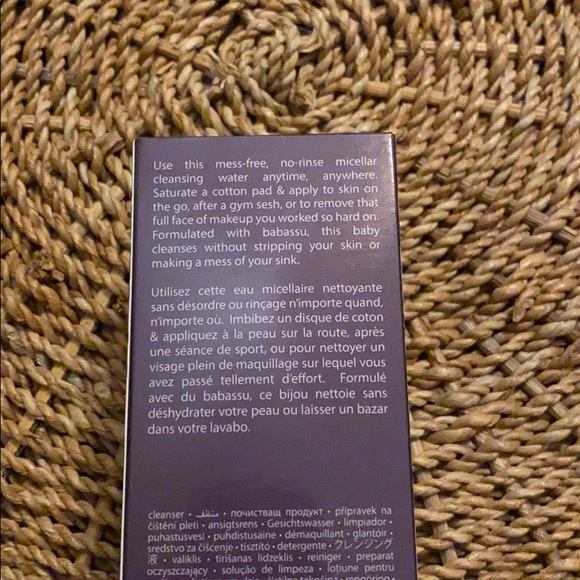 Use this mess-free, no-rinse micellar
cleansing water anytime, anywhere.
Saturate a cotton pad & apply to skin on
the go, after a gym sesh, or to remove that
full face of makeup you worked so hard on.
Formulated with babassu, this baby
cleanses without stripping your skin or
making a mess of your sink.
Utilisez cette eau micellaire nettoyante
sans désordre ou rinçage n'importe quand,
n'importe où. Imbibez un disque de coton
& appliquez à la peau sur la route, après
une séance de sport, ou pour nettoyer un
visage plein de maquillage sur lequel vous
avez passé tellement d'effort. Formulé
avec du babassu, ce bijou nettoie sans
déshydrater votre peau ou laisser un bazar
dans votre lavabo.
cleanser • منظف • почистващ продукт • přípravek na
čištění pleti • ansigtsrens • Gesichtswasser • limpiador •
puhastusvesi • puhdistusaine • démaquillant • glantóir •
sredstvo za čišćenje • tisztító • detergente • クレンジング
液 • valiklis • tīrīšanas līdzeklis • reiniger • preparat
oczyszczający • solução de limpeza • loțiune pentru